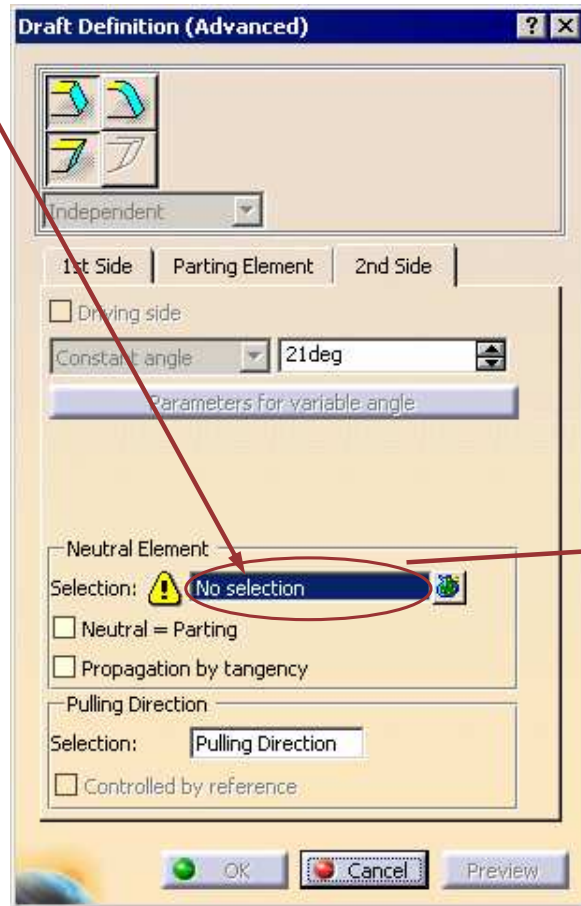 Draft Definition (Advanced)
Independent
1st Side
Parting Element
2nd Side
Driving side
Constant angle
21deg
Parameters for variable angle
Neutral Element
Selection:
No selection
Neutral = Parting
Propagation by tangency
Pulling Direction
Selection:
Pulling Direction
Controlled by reference
OK
Cancel
Preview